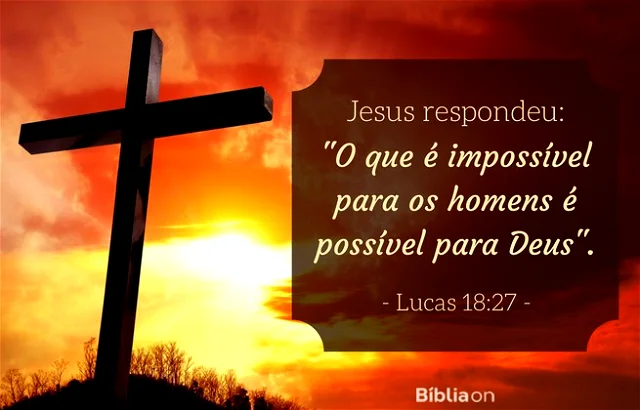 Jesus respondeu:
"O que é impossível
para os homens é
possível para Deus".
- Lucas 18:27 -
Bíbliaon